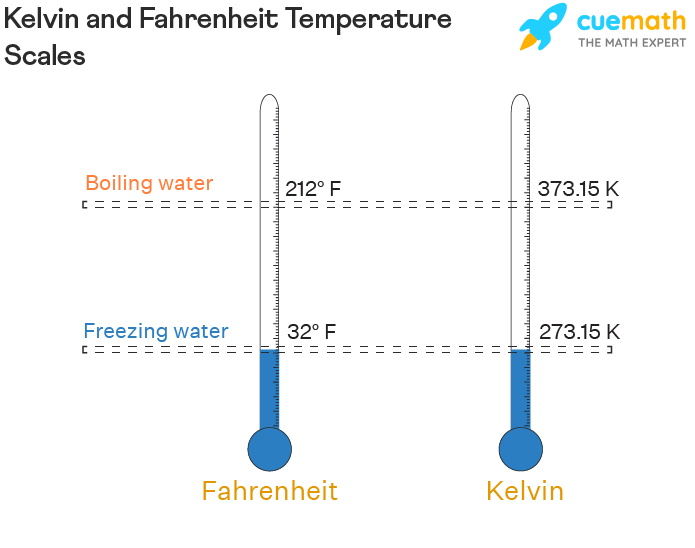 Kelvin and Fahrenheit Temperature
Scales
cuemath
THE MATH EXPERT
Boiling water
212° F
373.15 K
Freezing water
32° F
273.15 K
Fahrenheit
Kelvin